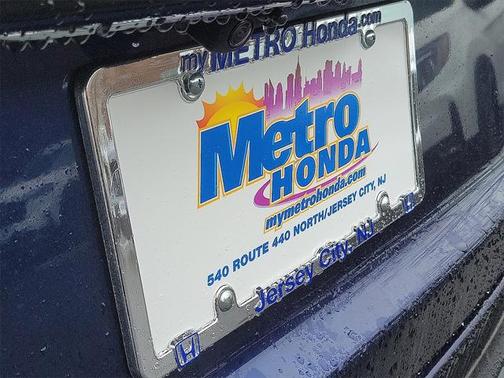 myMETRO Honda.com
Metro
HONDA
mymetrohonda.com
540 ROUTE 440 NORTH/JERSEY CITY, NJ
Jersey City, NJ